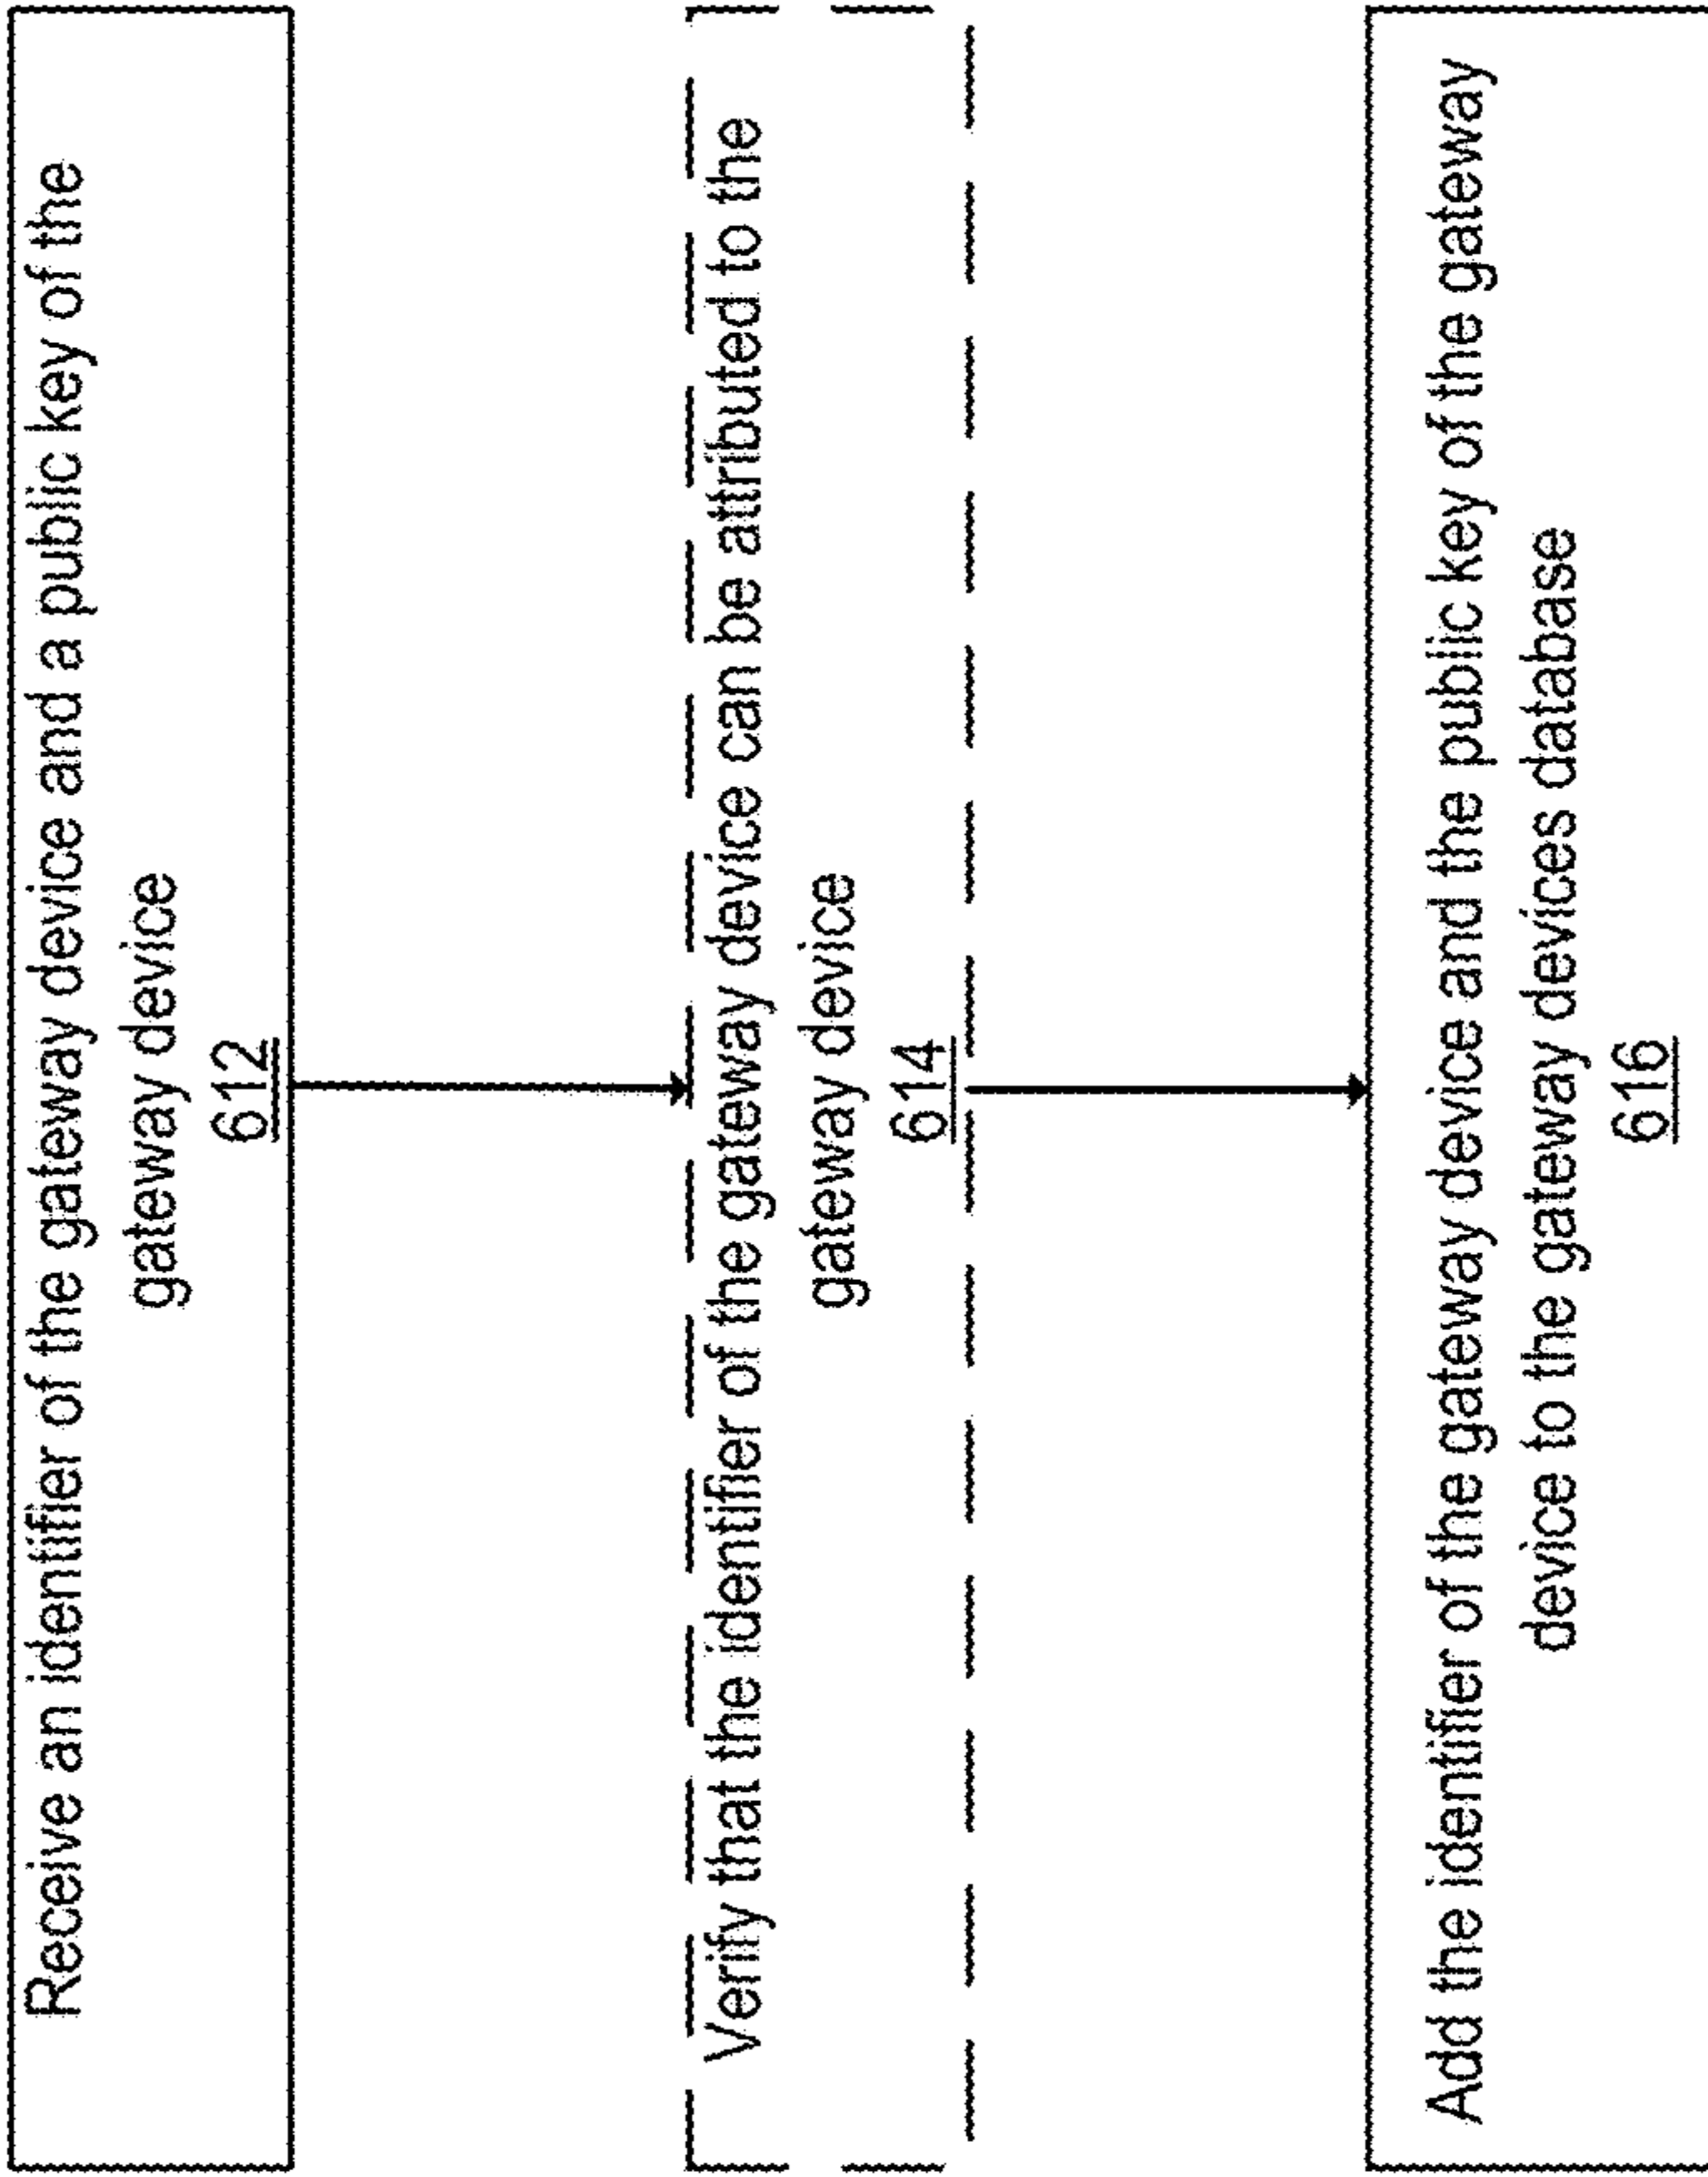 Receive an identifier of the gateway device and a public key of the
gateway device
612
Verify that the identifier of the gateway device can be attributed to the
gateway device
614
Add the identifier of the gateway device and the public key of the gateway
device to the gateway devices database
616